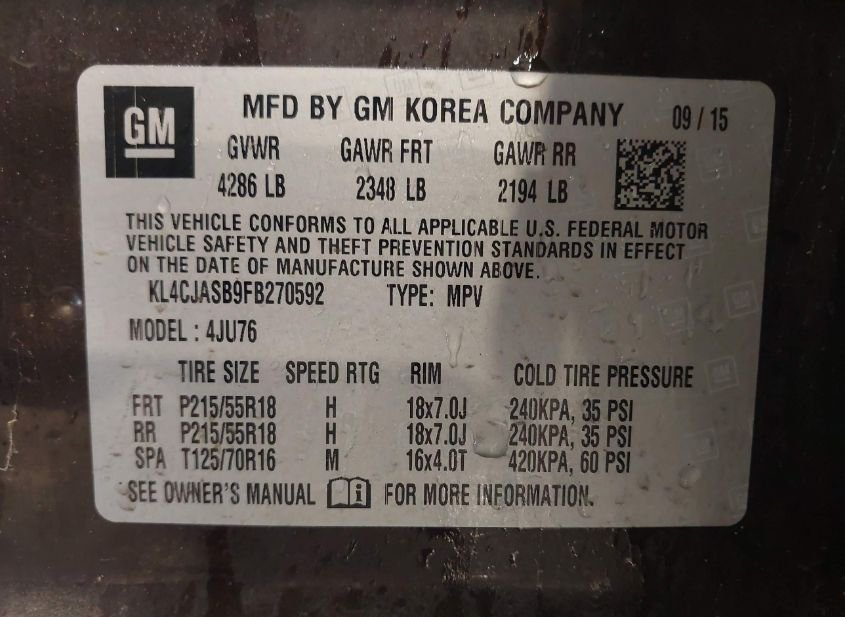 GM
MFD BY GM KOREA COMPANY 09 / 15
GVWR GAWR FRT GAWR RR
4286 LB 2348 LB 2194 LB
THIS VEHICLE CONFORMS TO ALL APPLICABLE U.S. FEDERAL MOTOR
VEHICLE SAFETY AND THEFT PREVENTION STANDARDS IN EFFECT
ON THE DATE OF MANUFACTURE SHOWN ABOVE.
KL4CJASB9FB270592 TYPE: MPV
MODEL : 4JU76
TIRE SIZE SPEED RTG RIM COLD TIRE PRESSURE
FRT P215/55R18 H 18x7.0J 240KPA, 35 PSI
RR P215/55R18 H 18x7.0J 240KPA, 35 PSI
SPA T125/70R16 M 16x4.0T 420KPA, 60 PSI
SEE OWNER'S MANUAL i FOR MORE INFORMATION.